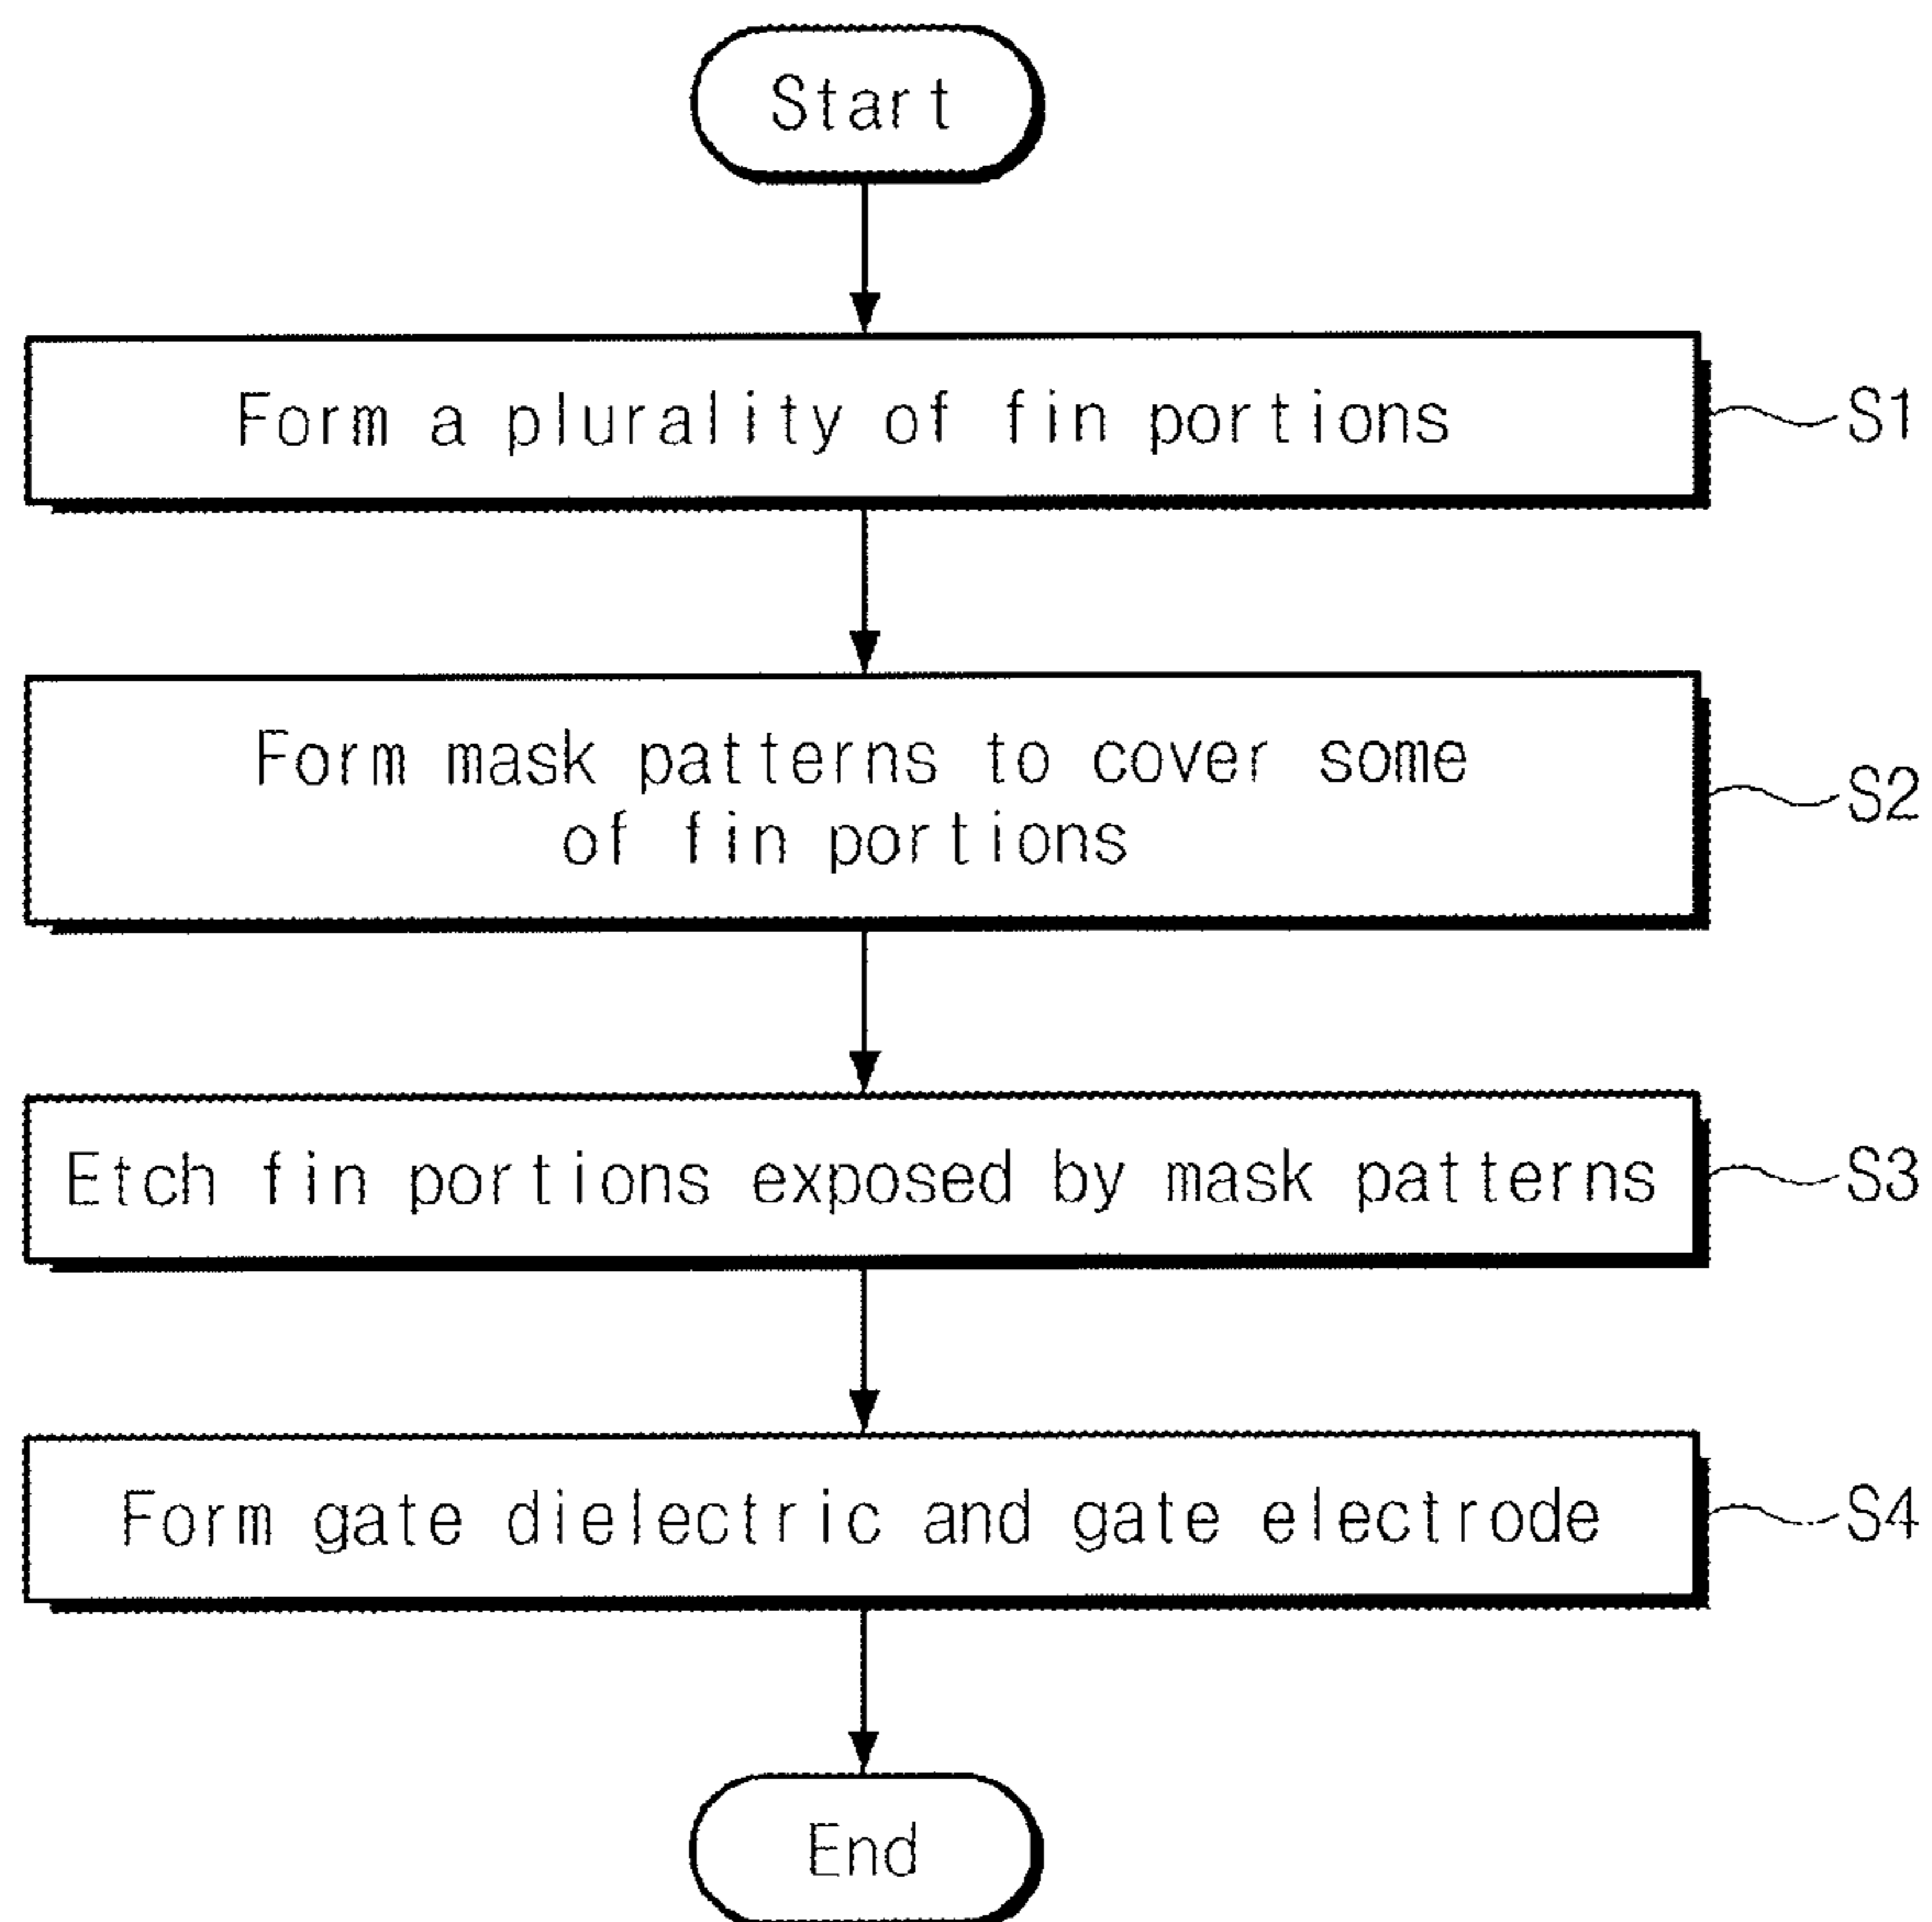 Start
Form a plurality of fin portions
S1
Form mask patterns to cover some
of fin portions
S2
Etch fin portions exposed by mask patterns
S3
Form gate dielectric and gate electrode
S4
End